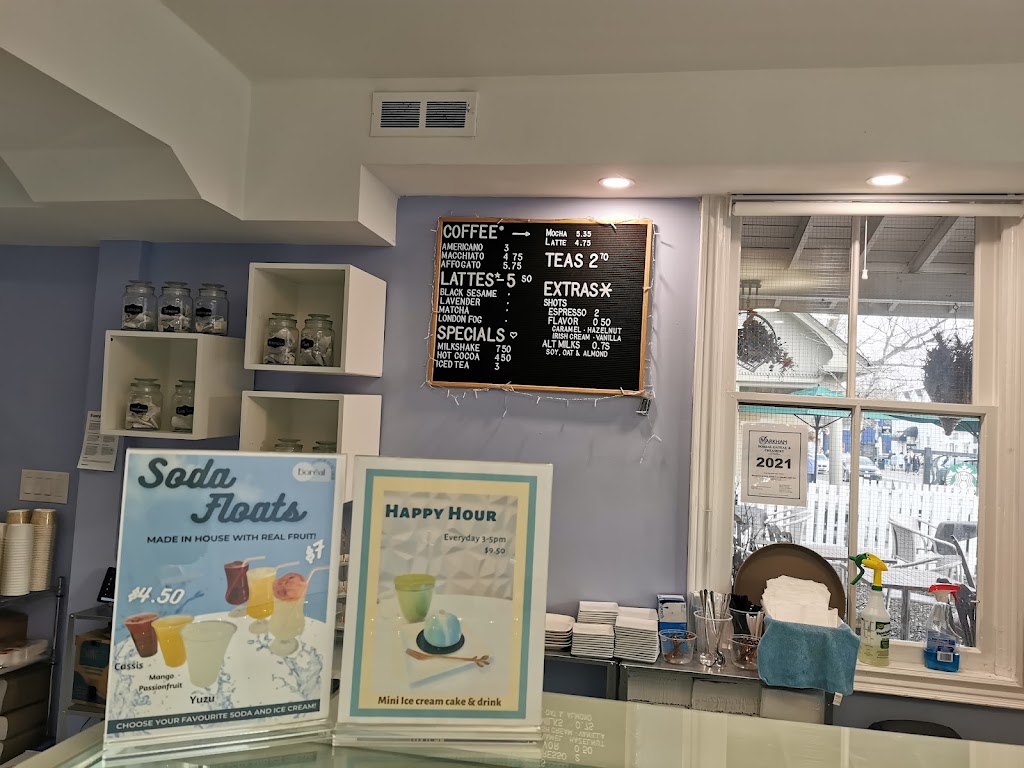 COFFEE* →
AMERICANO 3
MACCHIATO 4 75
AFFOGATO 5.75
LATTES*- 5 50
BLACK SESAME
LAVENDER
MATCHA
LONDON FOG
SPECIALS
MILKSHAKE 7 50
HOT COCOA 4 50
ICED TEA 3
MOCHA 5.35
LATTE 4.75
TEAS 2 70
EXTRAS*
SHOTS
ESPRESSO 2
FLAVOR 0.50
CARAMEL - HAZELNUT
IRISH CREAM - VANILLA
ALT MILKS 0.75
SOY, OAT & ALMOND
MARKHAM
2021
Soda
Floats
Boréal
MADE IN HOUSE WITH REAL FRUIT!
$7
$4.50
Cassis
Mango
Passionfruit
Yuzu
CHOOSE YOUR FAVOURITE SODA AND ICE CREAM!
HAPPY HOUR
Everyday 3-5pm
$9.50
Mini Ice cream cake & drink